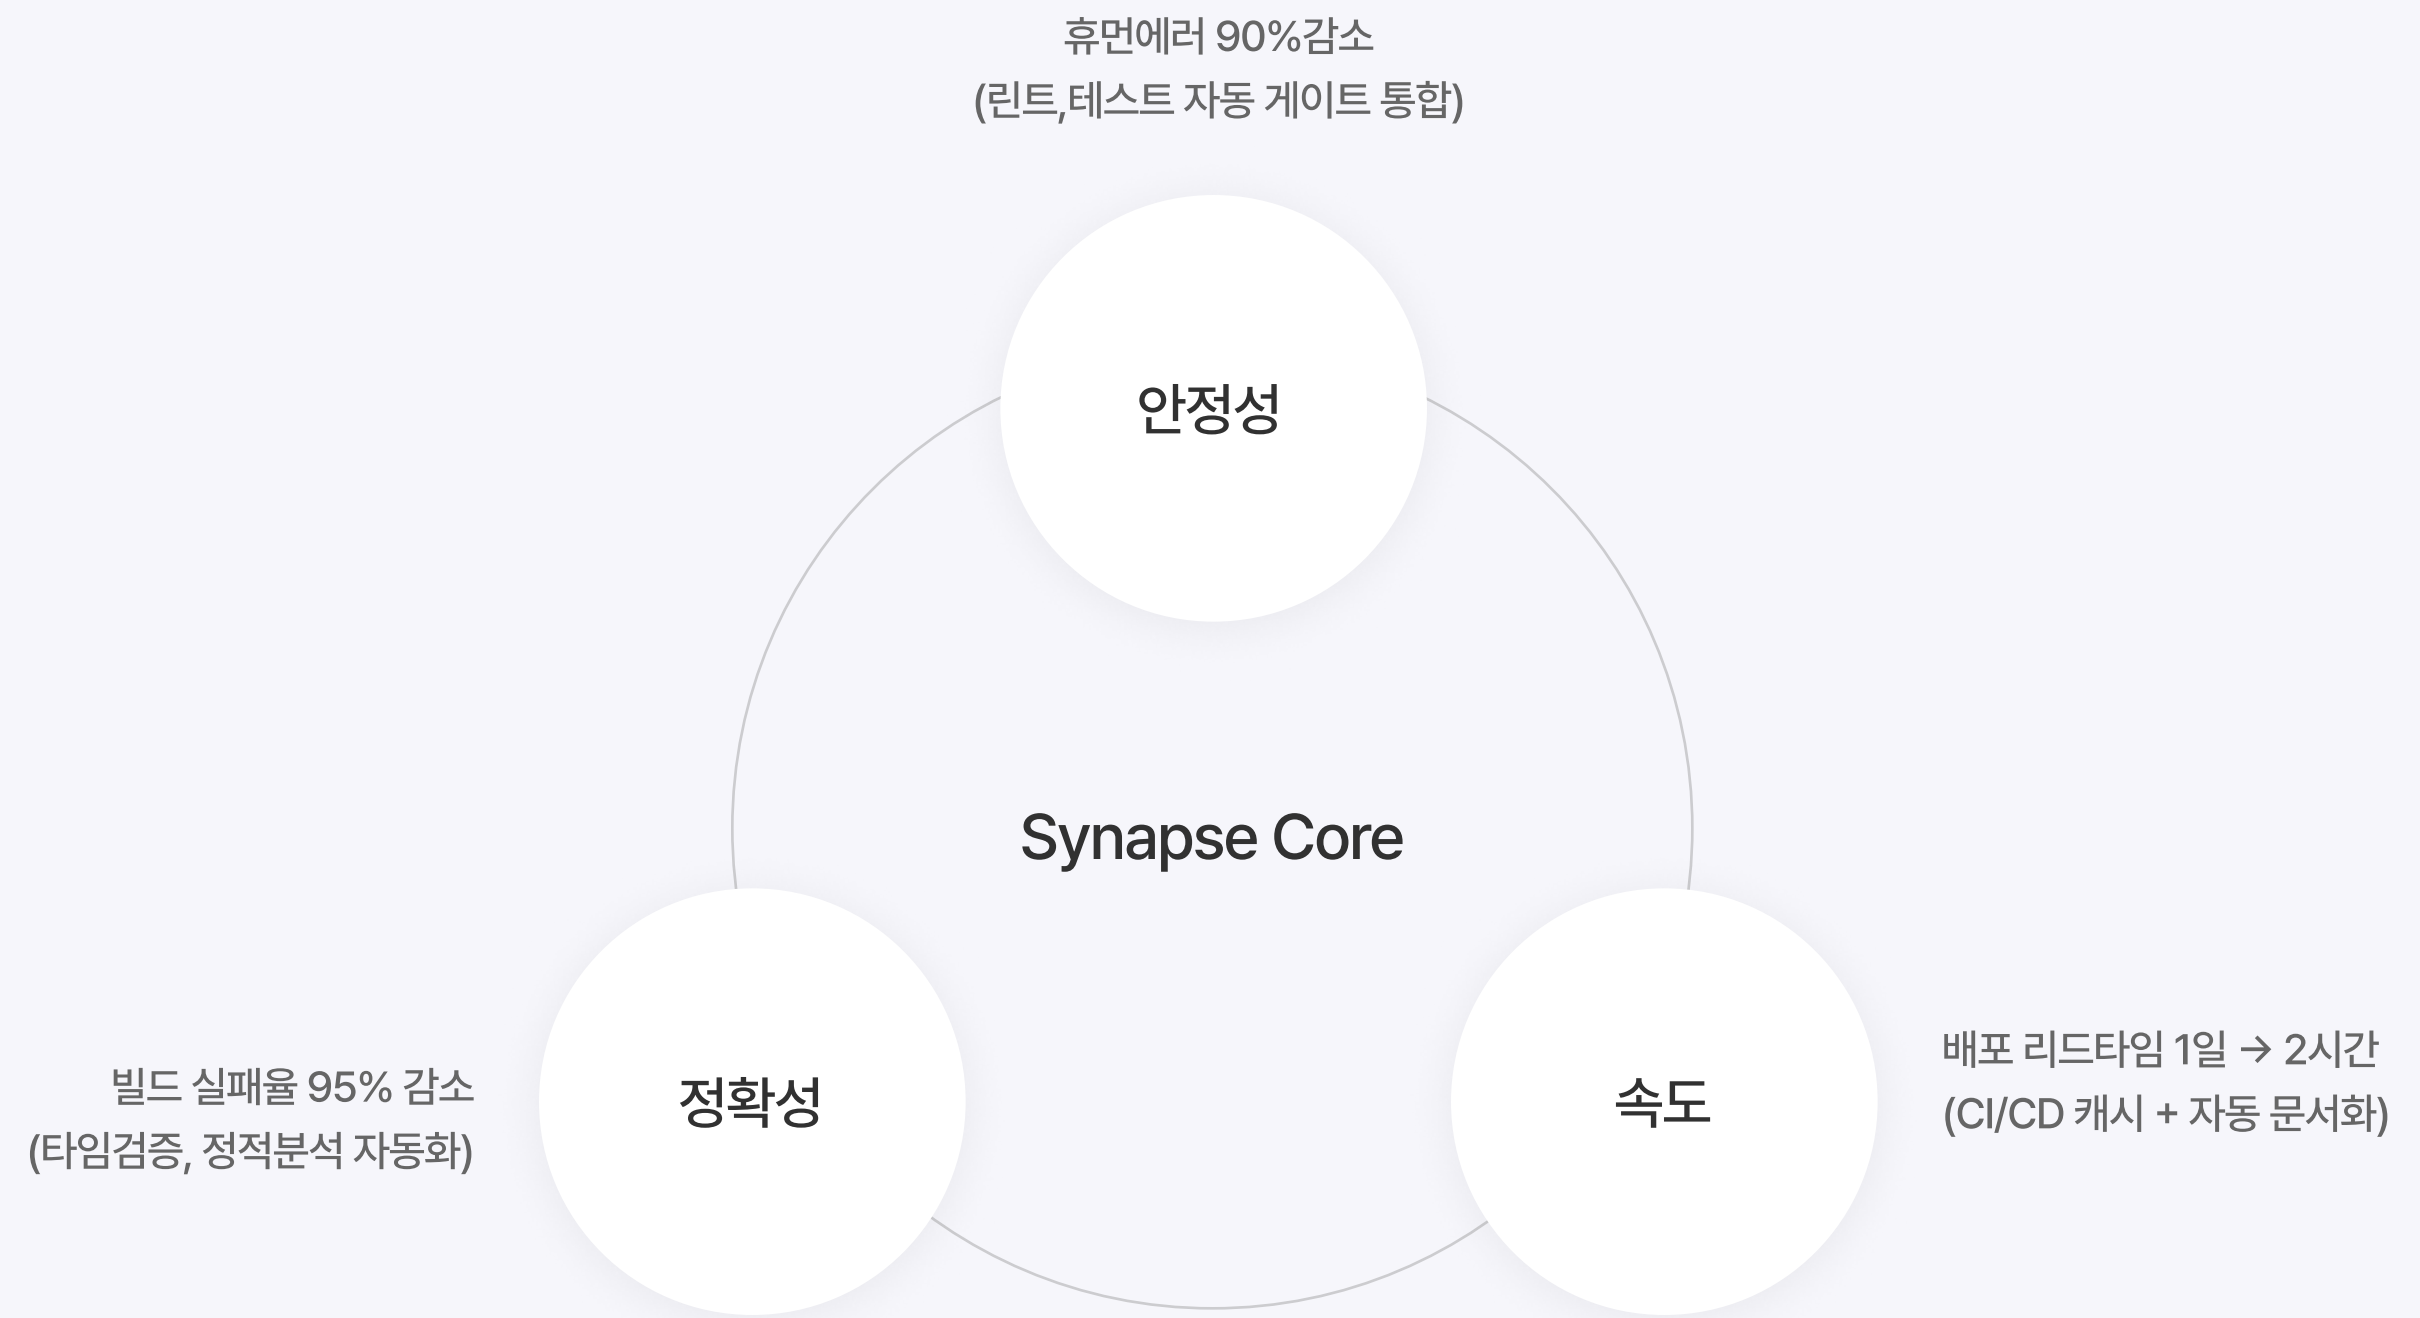 휴먼에러 90%감소
(린트,테스트 자동 게이트 통합)
안정성
Synapse Core
정확성
빌드 실패율 95% 감소
(타임검증, 정적분석 자동화)
속도
배포 리드타임 1일 → 2시간
(CI/CD 캐시 + 자동 문서화)